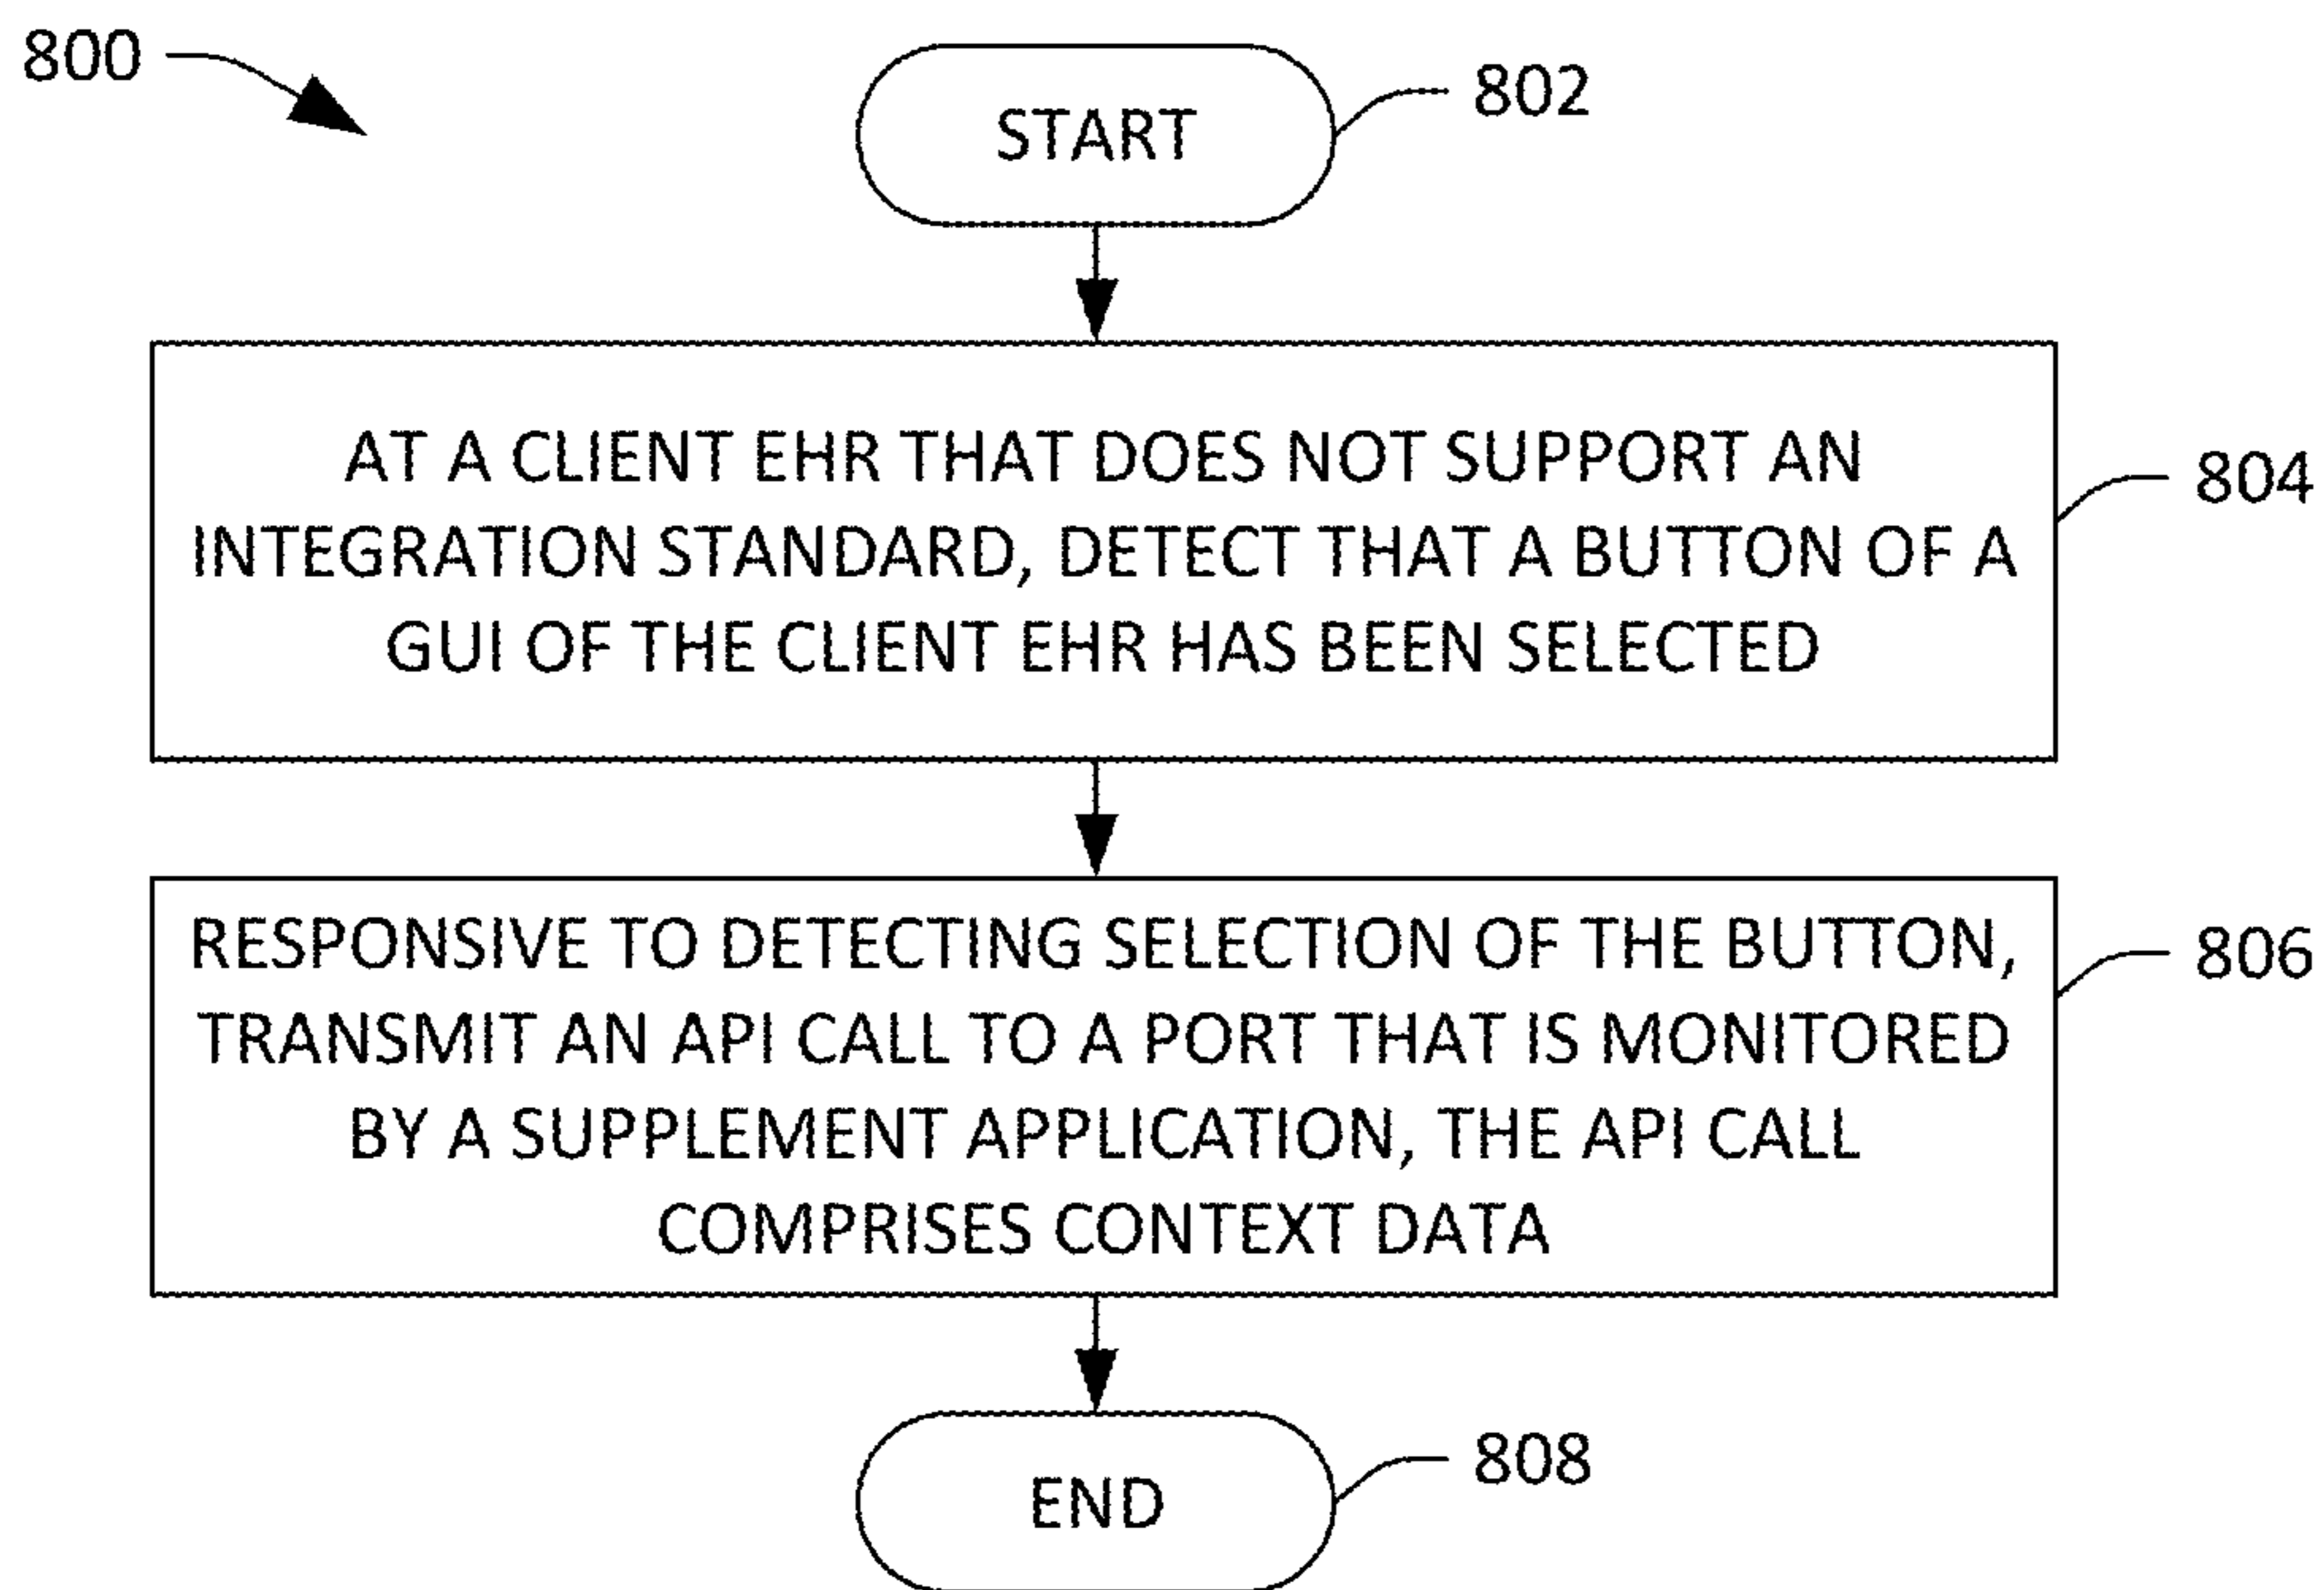 800
START
802
AT A CLIENT EHR THAT DOES NOT SUPPORT AN
INTEGRATION STANDARD, DETECT THAT A BUTTON OF A
GUI OF THE CLIENT EHR HAS BEEN SELECTED
804
RESPONSIVE TO DETECTING SELECTION OF THE BUTTON,
TRANSMIT AN API CALL TO A PORT THAT IS MONITORED
BY A SUPPLEMENT APPLICATION, THE API CALL
COMPRISES CONTEXT DATA
806
END
808